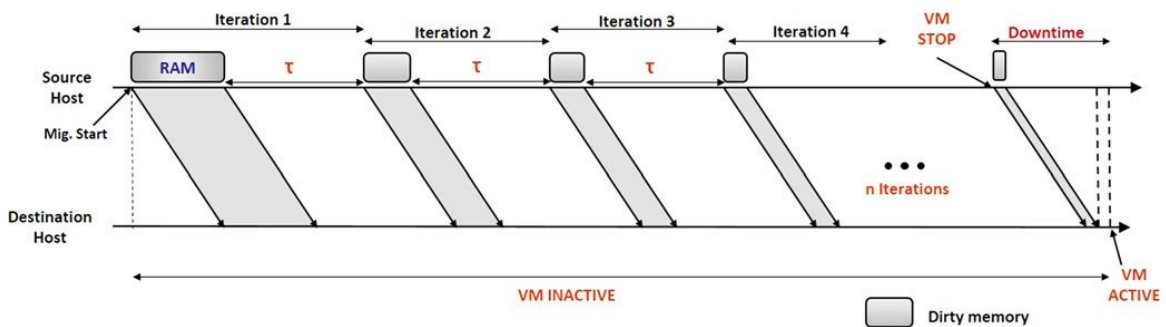 Iteration 1
Iteration 2
Iteration 3
Iteration 4
VM
STOP
Downtime
RAM
τ
τ
τ
Source
Host
Mig. Start
n Iterations
Destination
Host
VM INACTIVE
VM
ACTIVE
Dirty memory